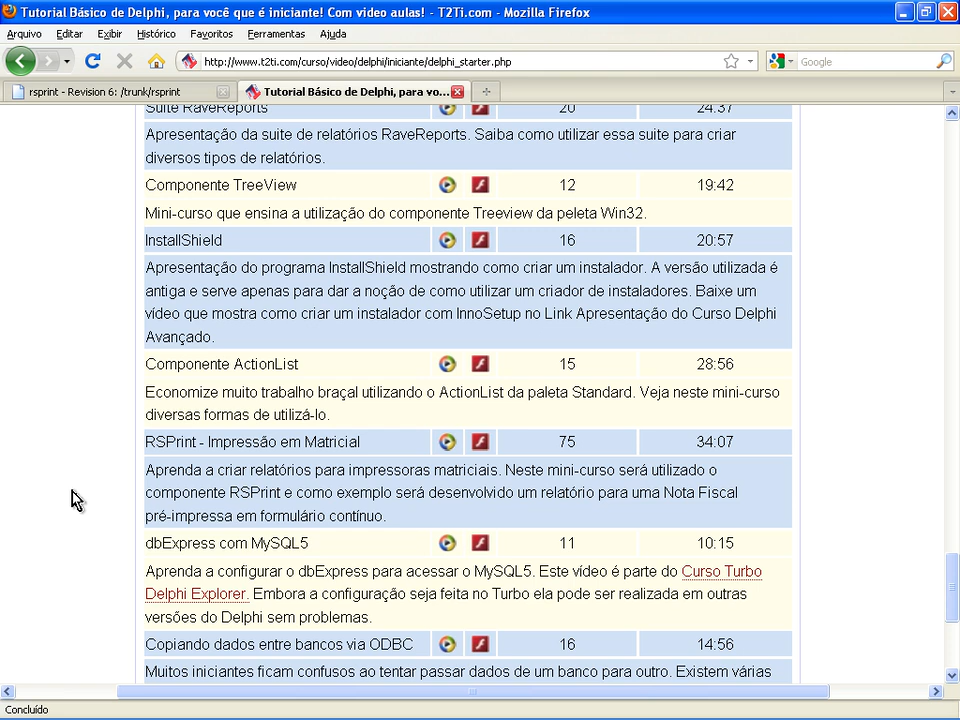 Tutorial Básico de Delphi, para você que é iniciante! Com video aulas! - T2Ti.com - Mozilla Firefox
Arquivo Editar Exibir Histórico Favoritos Ferramentas Ajuda
http://www.t2ti.com/curso/video/delphi/iniciante/delphi_starter.php Google
rsprint - Revision 6: /trunk/rsprint Tutorial Básico de Delphi, para vo...
Suite RaveReports 20 24:37
Apresentação da suite de relatórios RaveReports. Saiba como utilizar essa suite para criar
diversos tipos de relatórios.
Componente TreeView 12 19:42
Mini-curso que ensina a utilização do componente Treeview da peleta Win32.
InstallShield 16 20:57
Apresentação do programa InstallShield mostrando como criar um instalador. A versão utilizada é
antiga e serve apenas para dar a noção de como utilizar um criador de instaladores. Baixe um
vídeo que mostra como criar um instalador com InnoSetup no Link Apresentação do Curso Delphi
Avançado.
Componente ActionList 15 28:56
Economize muito trabalho braçal utilizando o ActionList da paleta Standard. Veja neste mini-curso
diversas formas de utilizá-lo.
RSPrint - Impressão em Matricial 75 34:07
Aprenda a criar relatórios para impressoras matriciais. Neste mini-curso será utilizado o
componente RSPrint e como exemplo será desenvolvido um relatório para uma Nota Fiscal
pré-impressa em formulário contínuo.
dbExpress com MySQL5 11 10:15
Aprenda a configurar o dbExpress para acessar o MySQL5. Este vídeo é parte do Curso Turbo
Delphi Explorer. Embora a configuração seja feita no Turbo ela pode ser realizada em outras
versões do Delphi sem problemas.
Copiando dados entre bancos via ODBC 16 14:56
Muitos iniciantes ficam confusos ao tentar passar dados de um banco para outro. Existem várias
Concluído